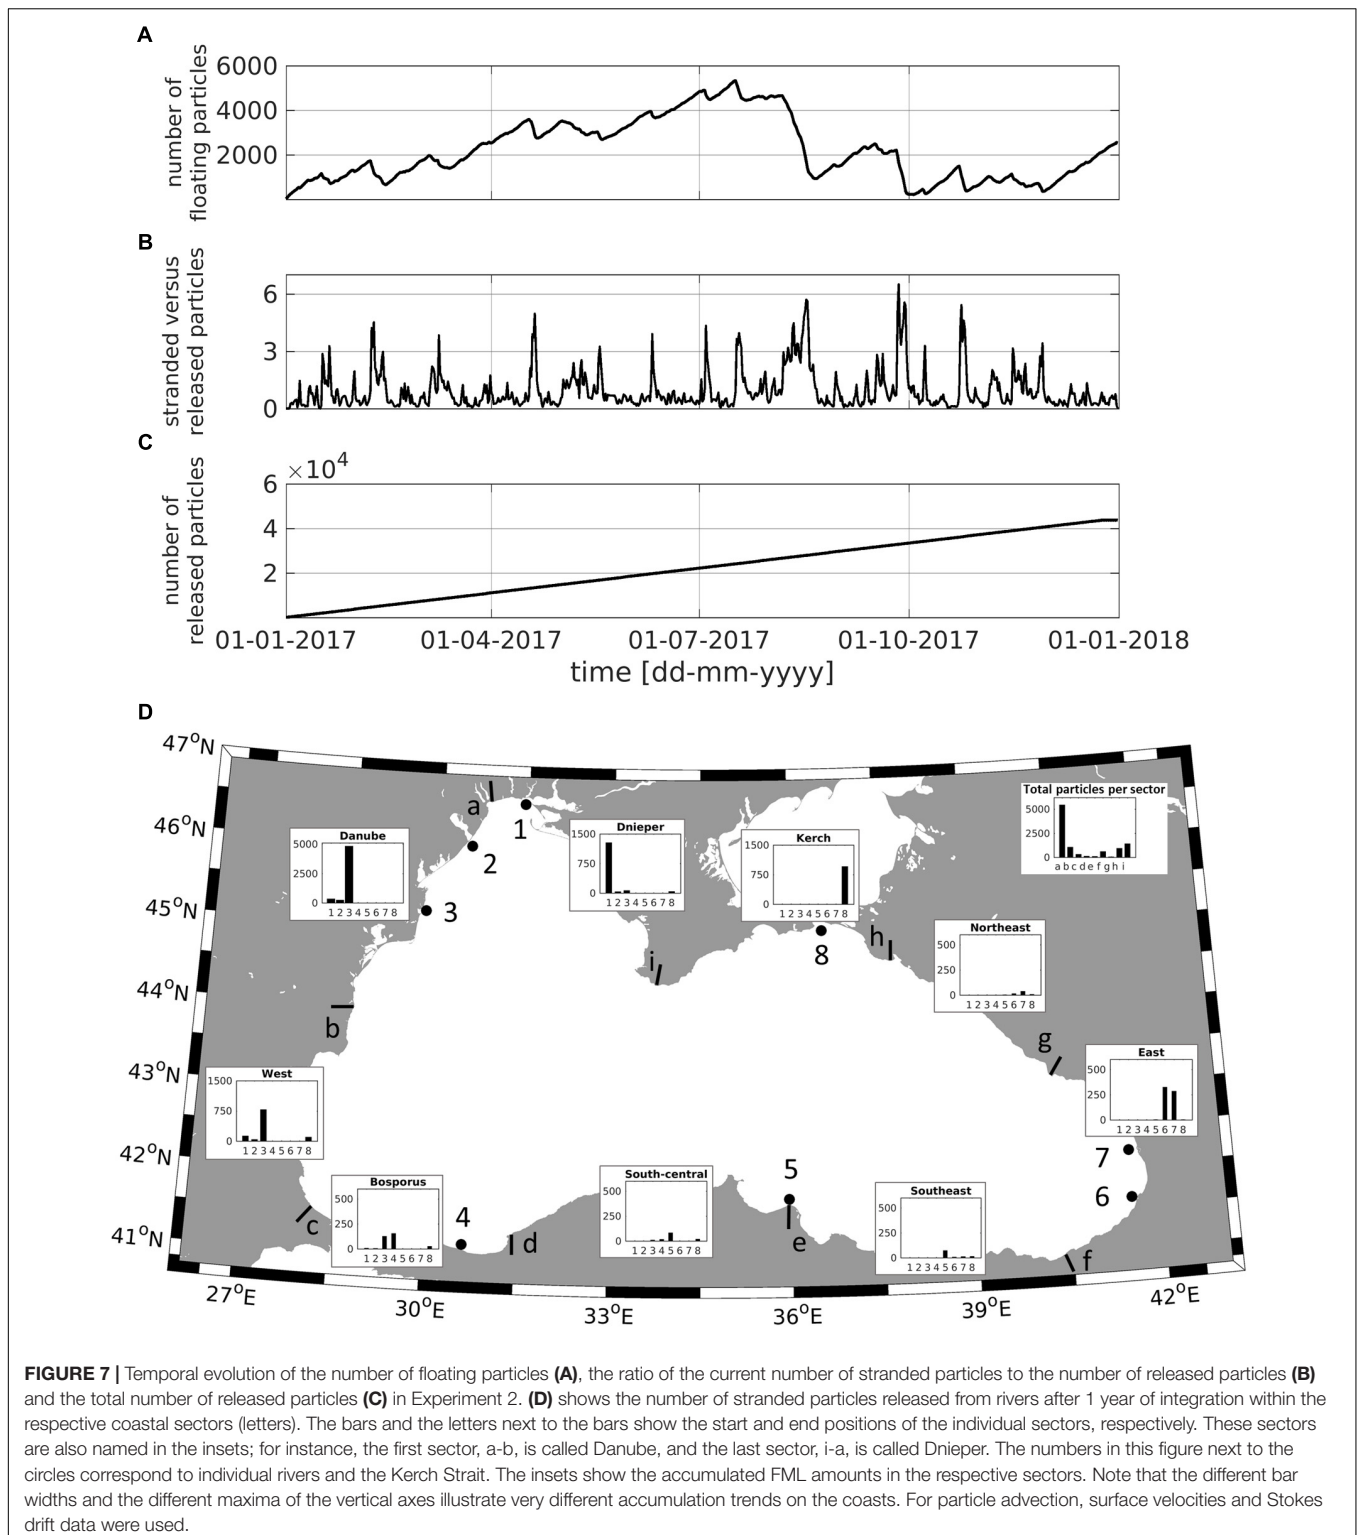 A
number of
floating particles
6000
4000
2000
B
stranded versus
released particles
6
3
0
C
number of
released particles
×10⁴
6
4
2
01-01-2017 01-04-2017 01-07-2017 01-10-2017 01-01-2018
time [dd-mm-yyyy]
D
47°N
46°N
45°N
44°N
43°N
42°N
41°N
27°E 30°E 33°E 36°E 39°E 42°E
a
1
2
3
b
c
4
d
5
e
f
6
7
g
h
8
i
Total particles per sector
5000
2500
0
a b c d e f g h i
Danube
5000
2500
0
1 2 3 4 5 6 7 8
Dnieper
1500
750
0
1 2 3 4 5 6 7 8
Kerch
1500
750
0
1 2 3 4 5 6 7 8
Northeast
500
250
0
1 2 3 4 5 6 7 8
East
500
250
0
1 2 3 4 5 6 7 8
West
1500
750
0
1 2 3 4 5 6 7 8
Bosporus
500
250
0
1 2 3 4 5 6 7 8
South-central
500
250
0
1 2 3 4 5 6 7 8
Southeast
500
250
0
1 2 3 4 5 6 7 8
FIGURE 7 | Temporal evolution of the number of floating particles (A), the ratio of the current number of stranded particles to the number of released particles (B)
and the total number of released particles (C) in Experiment 2. (D) shows the number of stranded particles released from rivers after 1 year of integration within the
respective coastal sectors (letters). The bars and the letters next to the bars show the start and end positions of the individual sectors, respectively. These sectors
are also named in the insets; for instance, the first sector, a-b, is called Danube, and the last sector, i-a, is called Dnieper. The numbers in this figure next to the
circles correspond to individual rivers and the Kerch Strait. The insets show the accumulated FML amounts in the respective sectors. Note that the different bar
widths and the different maxima of the vertical axes illustrate very different accumulation trends on the coasts. For particle advection, surface velocities and Stokes
drift data were used.